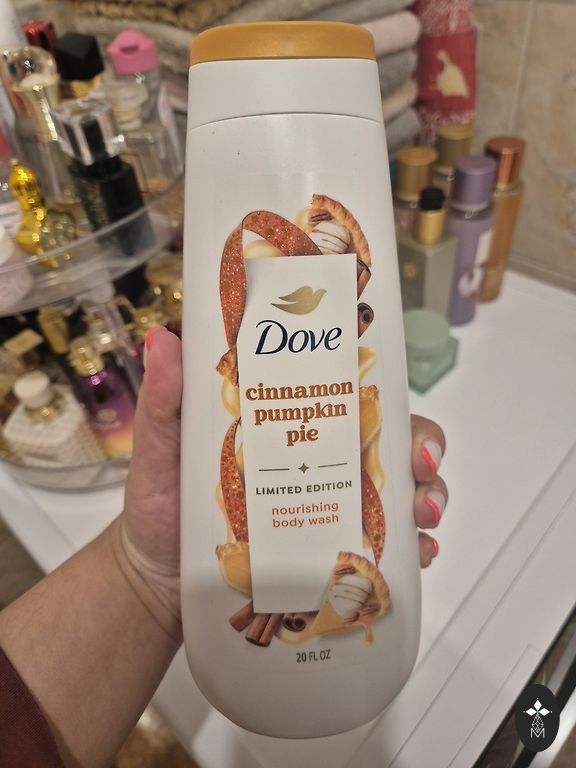 Dove
cinnamon
pumpkin
pie
LIMITED EDITION
nourishing
body wash
20 FL OZ